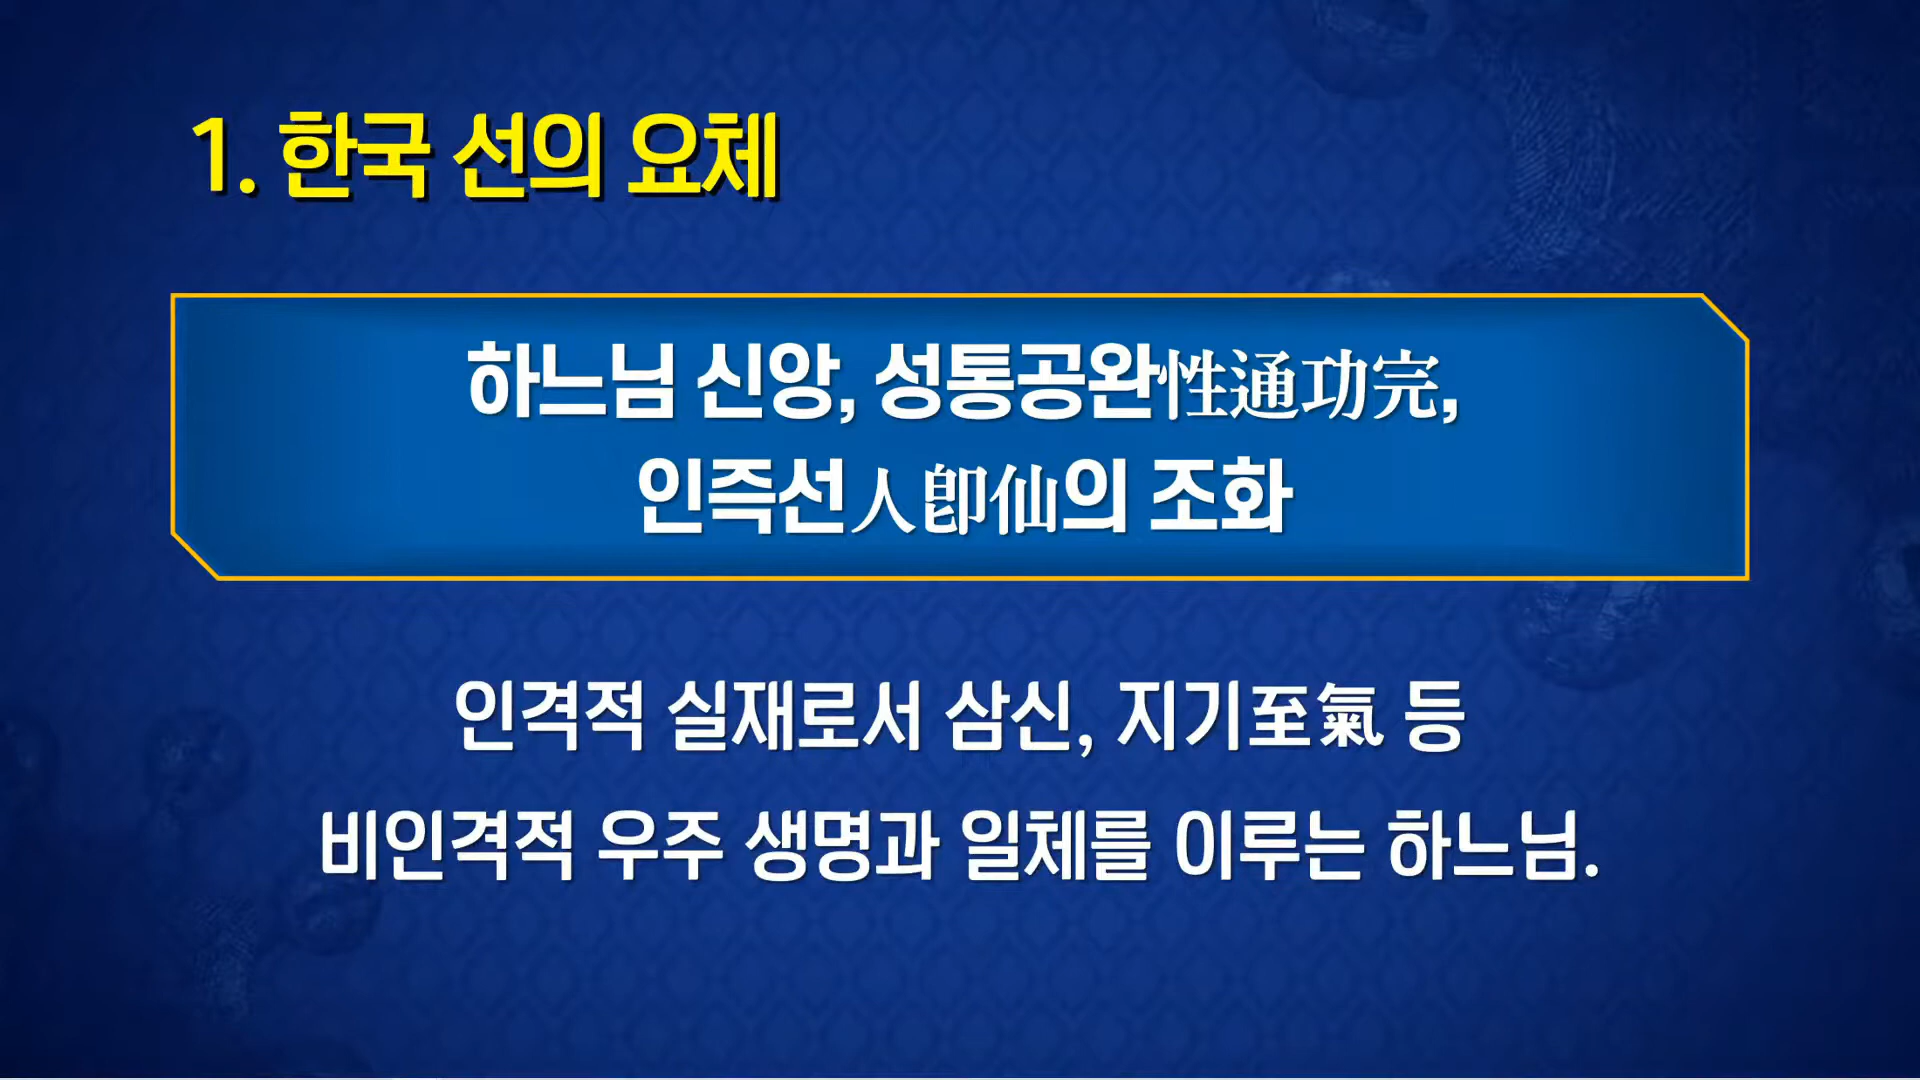 1. 한국 선의 요체
하느님 신앙, 성통공완性通功完,
인즉선人卽仙의 조화
인격적 실재로서 삼신, 지기至氣 등
비인격적 우주 생명과 일체를 이루는 하느님.